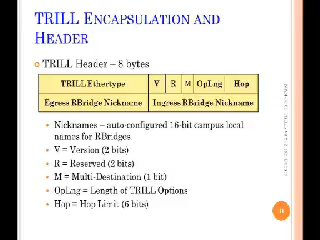 TRILL ENCAPSULATION AND
HEADER
TRILL Header – 8 bytes
TRILL Ethertype V R M OpLng Hop
Egress RBridge Nickname Ingress RBridge Nickname
Nicknames – auto-configured 16-bit campus local
names for RBridges
V = Version (2 bits)
R = Reserved (2 bits)
M = Multi-Destination (1 bit)
OpLng = Length of TRILL Options
Hop = Hop Limit (6 bits)